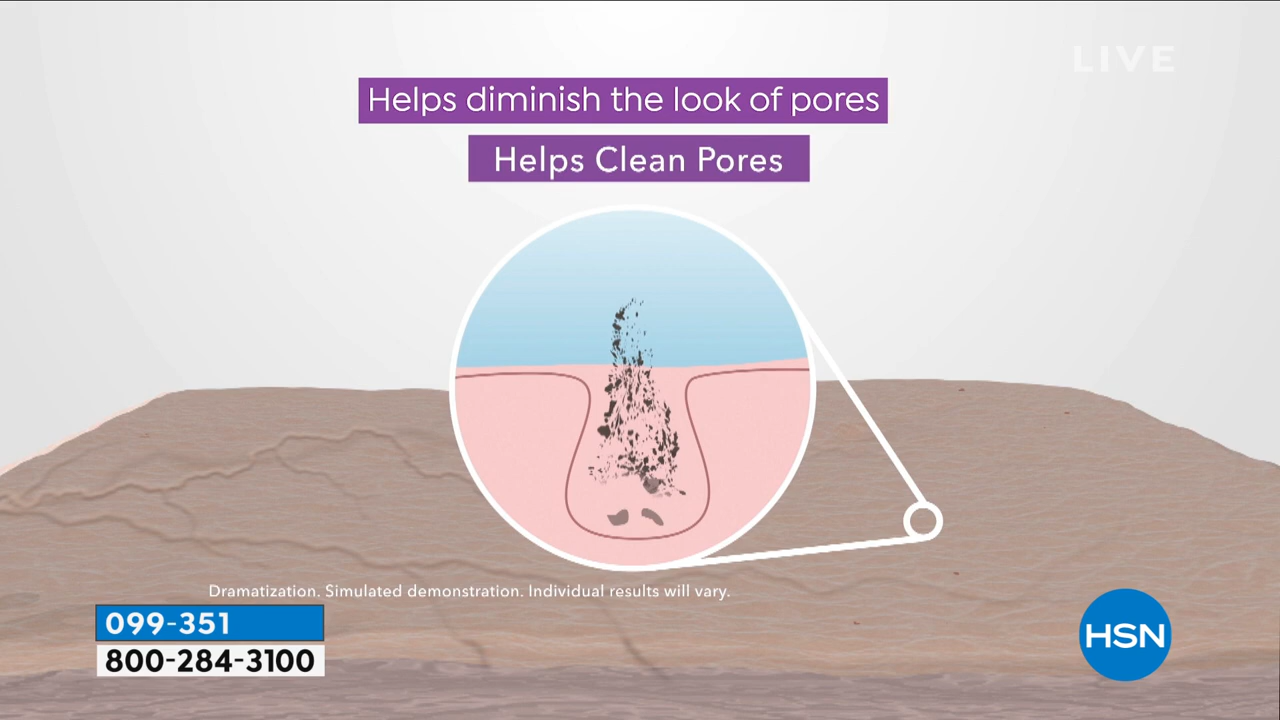 LIVE
Helps diminish the look of pores
Helps Clean Pores
Dramatization. Simulated demonstration. Individual results will vary.
099-351
800-284-3100
HSN